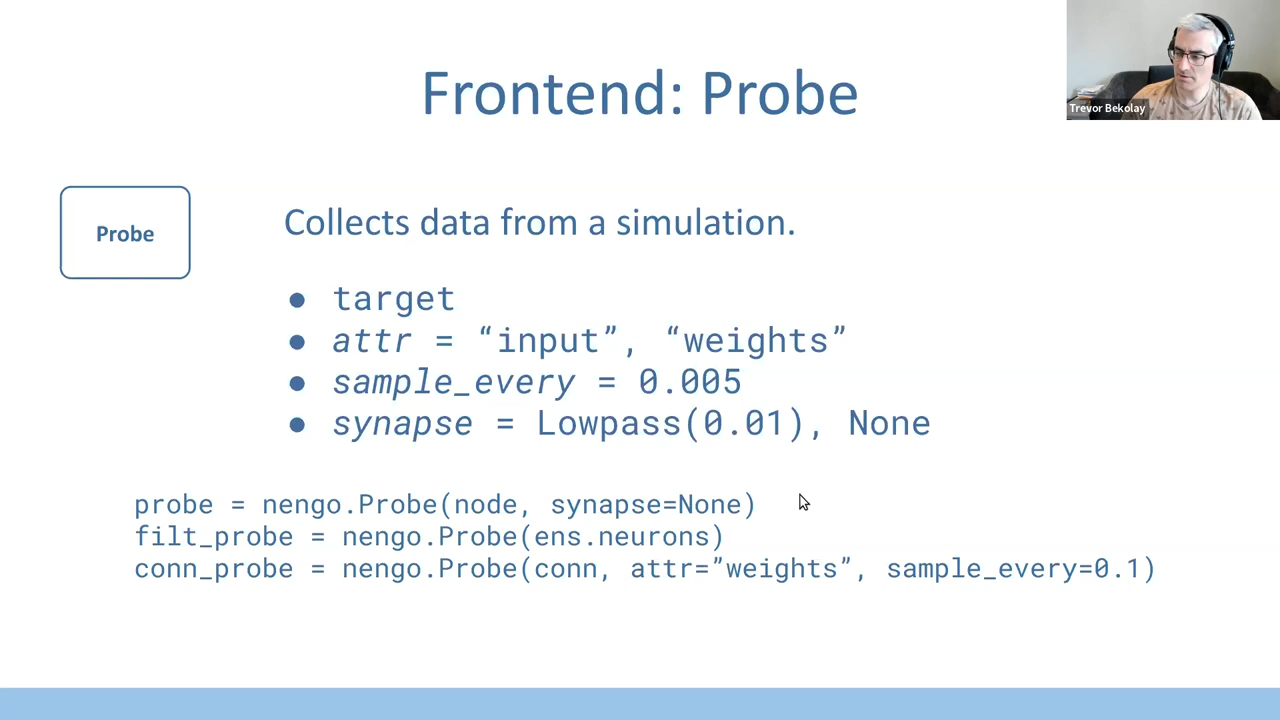 Frontend: Probe
Trevor Bekolay
Probe
Collects data from a simulation.
● target
● attr = “input”, “weights”
● sample_every = 0.005
● synapse = Lowpass(0.01), None
probe = nengo.Probe(node, synapse=None)
filt_probe = nengo.Probe(ens.neurons)
conn_probe = nengo.Probe(conn, attr=”weights”, sample_every=0.1)